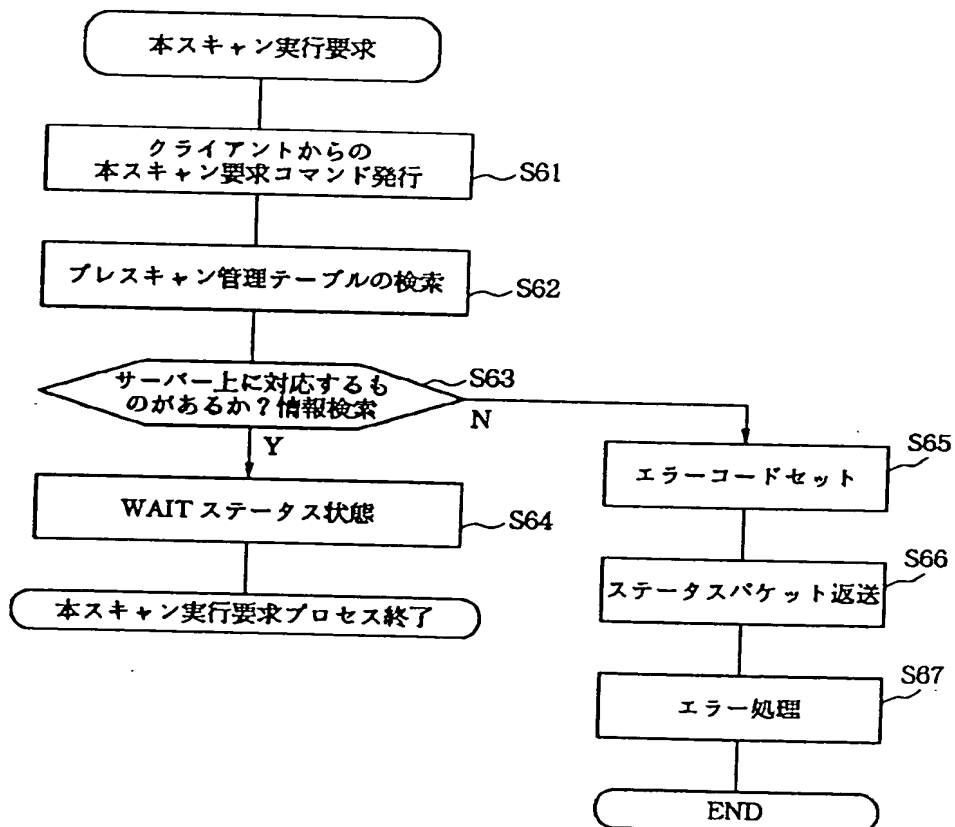 本スキャン実行要求
クライアントからの
本スキャン要求コマンド発行
S61
プレスキャン管理テーブルの検索
S62
サーバー上に対応するも
のがあるか？情報検索
S63
N
Y
WAIT ステータス状態
S64
本スキャン実行要求プロセス終了
エラーコードセット
S65
ステータスパケット返送
S66
エラー処理
S67
END